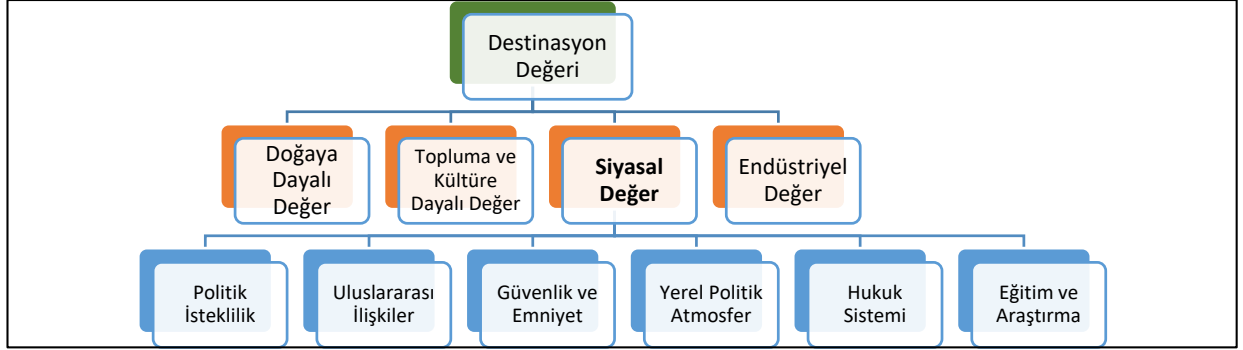 Destinasyon
Değeri
Doğaya
Dayalı
Değer
Topluma ve
Kültüre
Dayalı Değer
Siyasal
Değer
Endüstriyel
Değer
Politik
İsteklilik
Uluslararası
İlişkiler
Güvenlik ve
Emniyet
Yerel Politik
Atmosfer
Hukuk
Sistemi
Eğitim ve
Araştırma